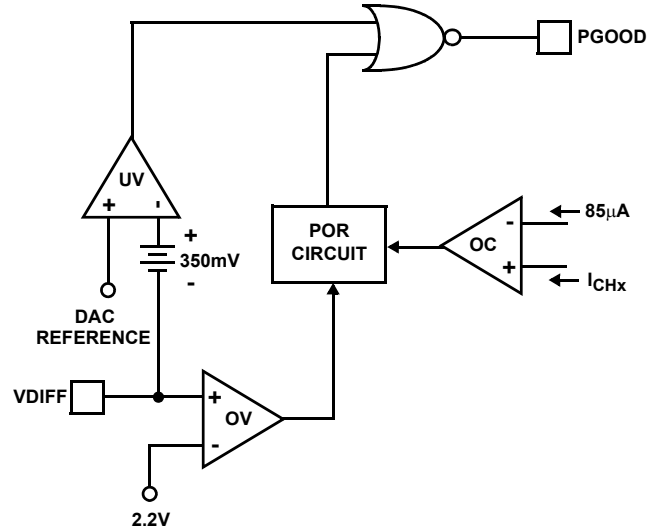 PGOOD
UV
+
-
+
350mV
-
DAC
REFERENCE
POR
CIRCUIT
OC
-
+
85µA
ICHx
VDIFF
+
OV
-
2.2V